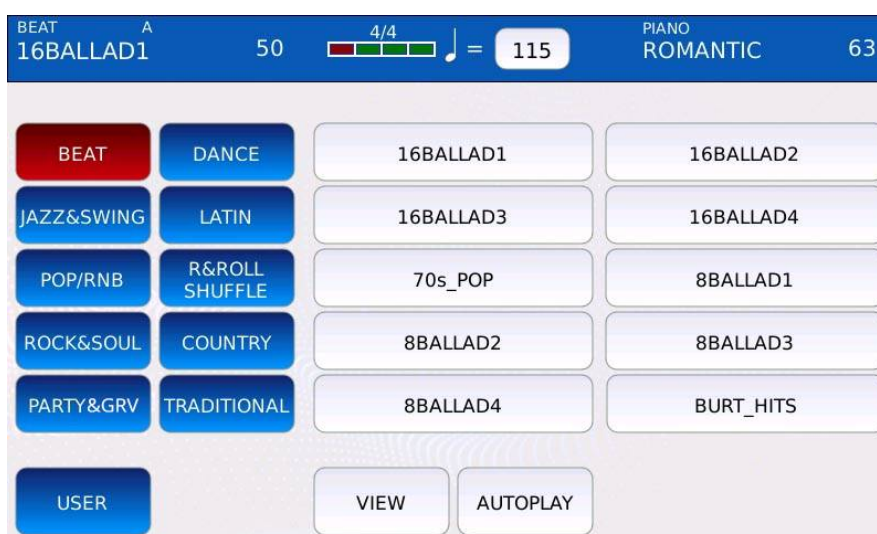 BEAT A
16BALLAD1 50
4/4
= 115
PIANO
ROMANTIC 63
BEAT DANCE 16BALLAD1 16BALLAD2
JAZZ&SWING LATIN 16BALLAD3 16BALLAD4
POP/RNB R&ROLL
SHUFFLE 70s_POP 8BALLAD1
ROCK&SOUL COUNTRY 8BALLAD2 8BALLAD3
PARTY&GRV TRADITIONAL 8BALLAD4 BURT_HITS
USER VIEW AUTOPLAY